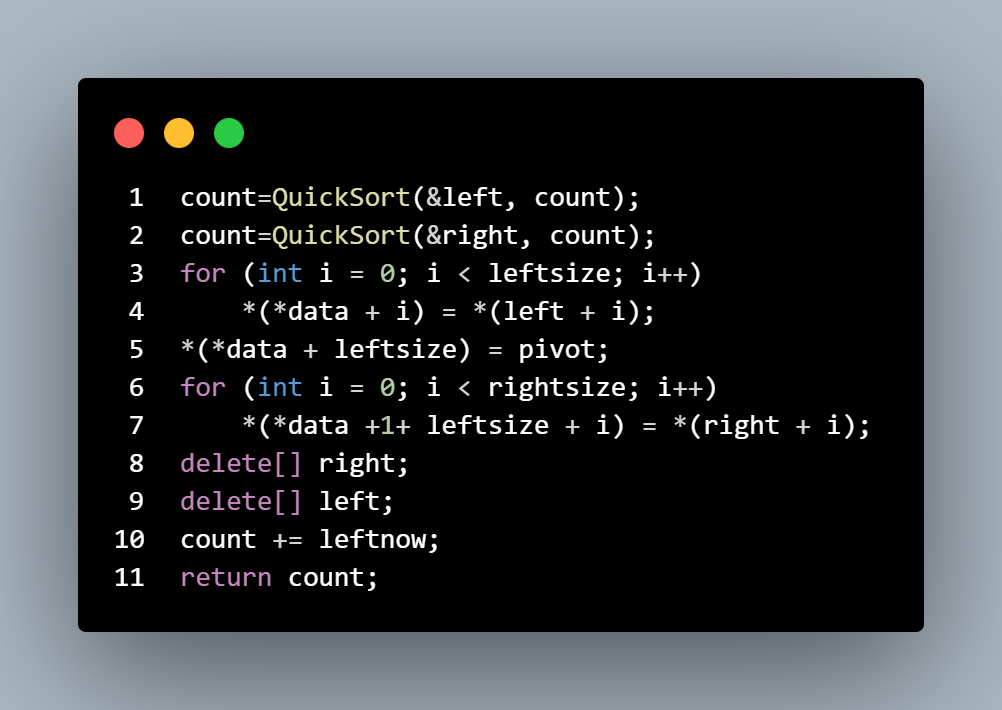 1 count=QuickSort(&left, count);
2 count=QuickSort(&right, count);
3 for (int i = 0; i < leftsize; i++)
4     *(*data + i) = *(left + i);
5 *(*data + leftsize) = pivot;
6 for (int i = 0; i < rightsize; i++)
7     *(*data +1+ leftsize + i) = *(right + i);
8 delete[] right;
9 delete[] left;
10 count += leftnow;
11 return count;